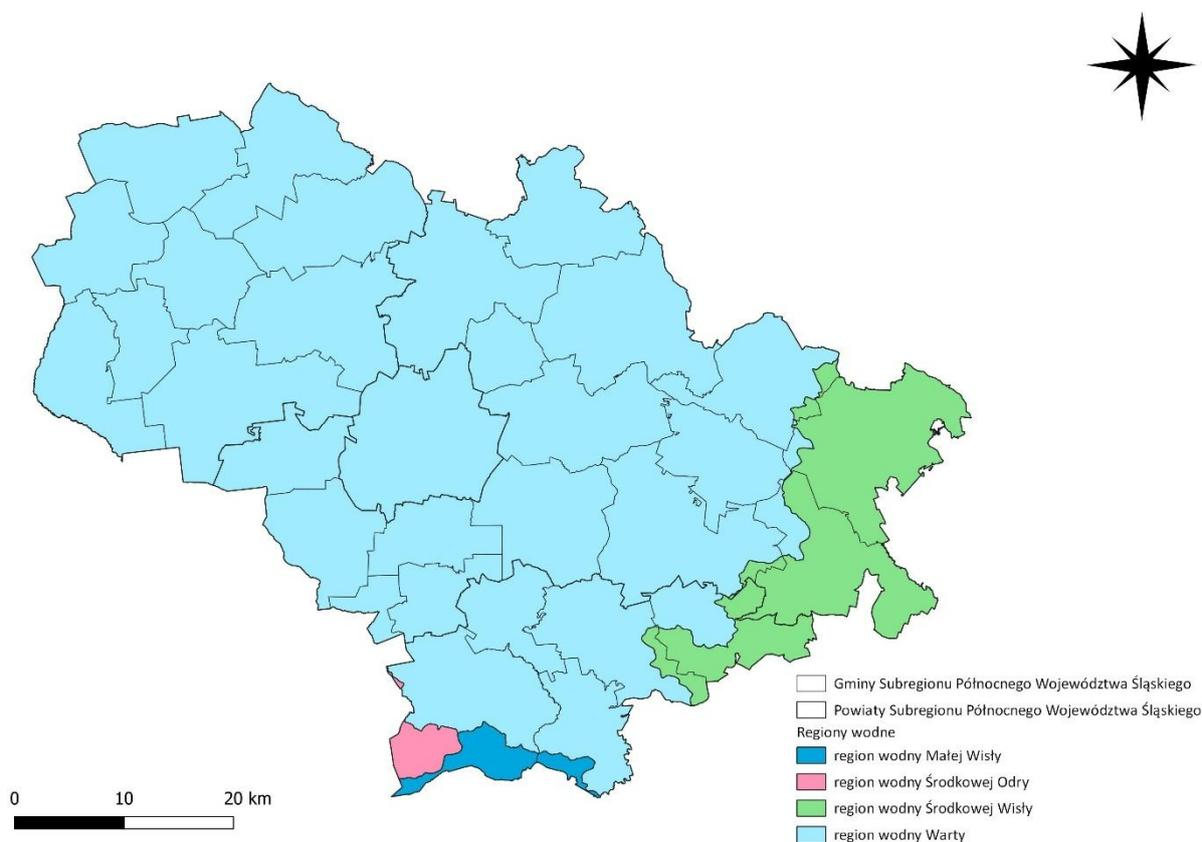 Gminy Subregionu Północnego Województwa Śląskiego
Powiaty Subregionu Północnego Województwa Śląskiego
Regiony wodne
region wodny Małej Wisły
region wodny Środkowej Odry
region wodny Środkowej Wisły
region wodny Warty
0 10 20 km